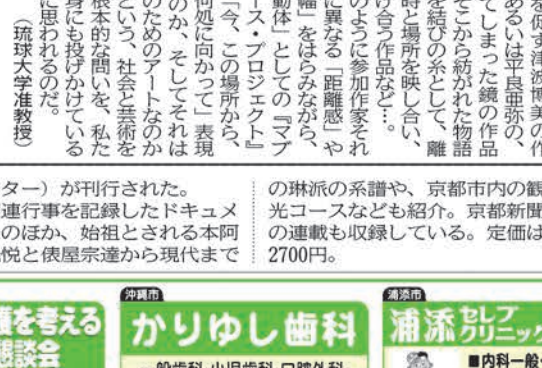 を促す津波博美の作
あるいは平良亜弥の、
てしまった鏡の作品
そこから紡がれた物語
を結びの糸として、離
時と場所を映し合い、
け合う作品など…。
のように参加作家それ
に異なる「距離感」や
幅」をはらみながら、
動体」としての『マブ
ース・プロジェクト』
「今、この場所から、
何処に向かって」表現
のか、そしてそれは
のためのアートなのか
という、社会と芸術を
根本的な問いを、私た
身にも投げかけている
に思われるのだ。
（琉球大学准教授）
ター）が刊行された。
連行事を記録したドキュメ
のほか、始祖とされる本阿
悦と俵屋宗達から現代まで
の琳派の系譜や、京都市内の観
光コースなども紹介。京都新聞
の連載も収録している。定価は
2700円。
を考える
談会
沖縄市
かりゆし歯科
一般歯科・小児歯科・口腔外科
浦添市
浦添セレブ
クリニック
■内科一般・